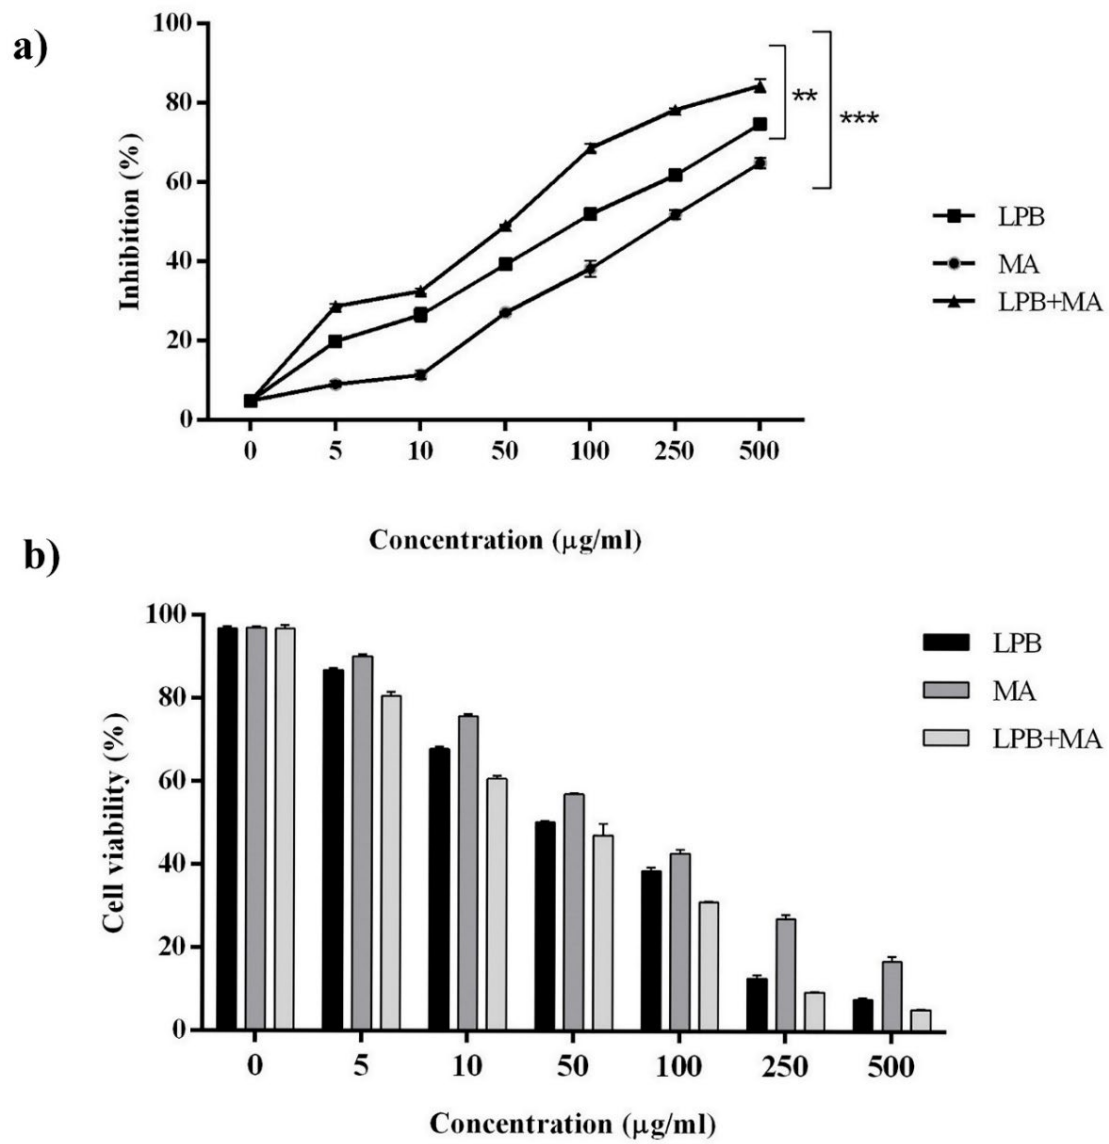 a)
Inhibition (%)
100
80
60
40
20
0
0 5 10 50 100 250 500
Concentration (μg/ml)
**
***
LPB
MA
LPB+MA
b)
Cell viability (%)
100
80
60
40
20
0
0 5 10 50 100 250 500
Concentration (μg/ml)
LPB
MA
LPB+MA